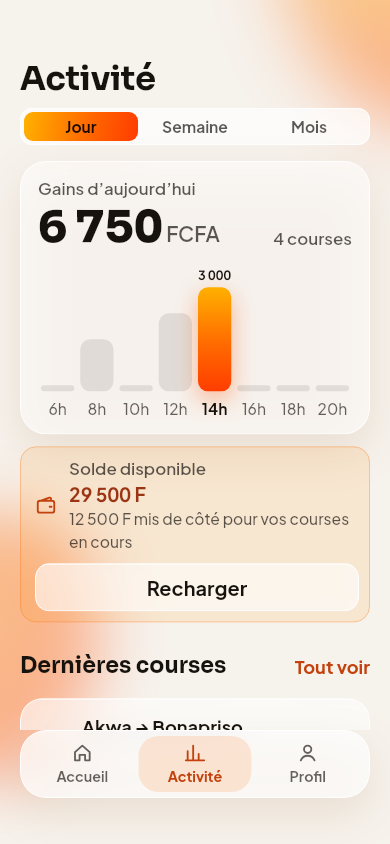 Activité
Jour Semaine Mois
Gains d’aujourd’hui
6 750 FCFA 4 courses
3 000
6h 8h 10h 12h 14h 16h 18h 20h
Solde disponible
29 500 F
12 500 F mis de côté pour vos courses
en cours
Recharger
Dernières courses Tout voir
Akwa → Bonapriso
Accueil Activité Profil